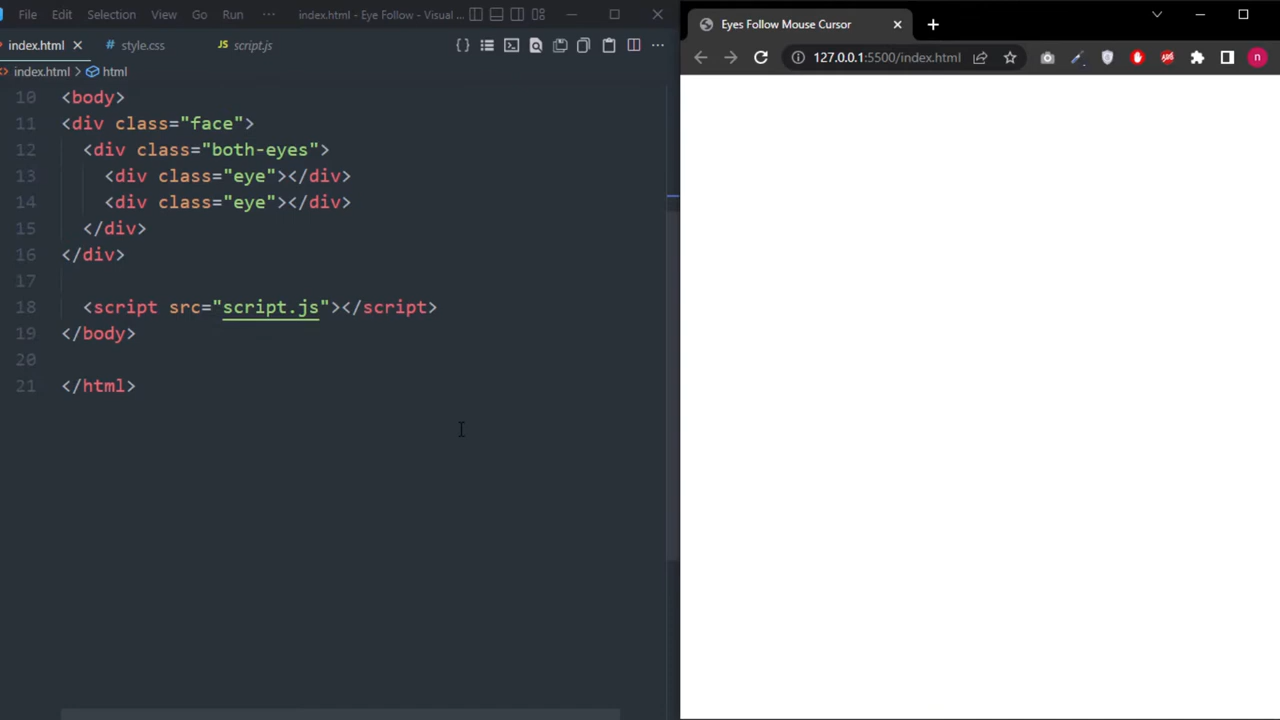 File Edit Selection View Go Run ··· index.html - Eye Follow - Visual ...
index.html style.css JS script.js
index.html > html
10 <body>
11 <div class="face">
12 <div class="both-eyes">
13 <div class="eye"></div>
14 <div class="eye"></div>
15 </div>
16 </div>
17
18 <script src="script.js"></script>
19 </body>
20
21 </html>
Eyes Follow Mouse Cursor
127.0.0.1:5500/index.html
n